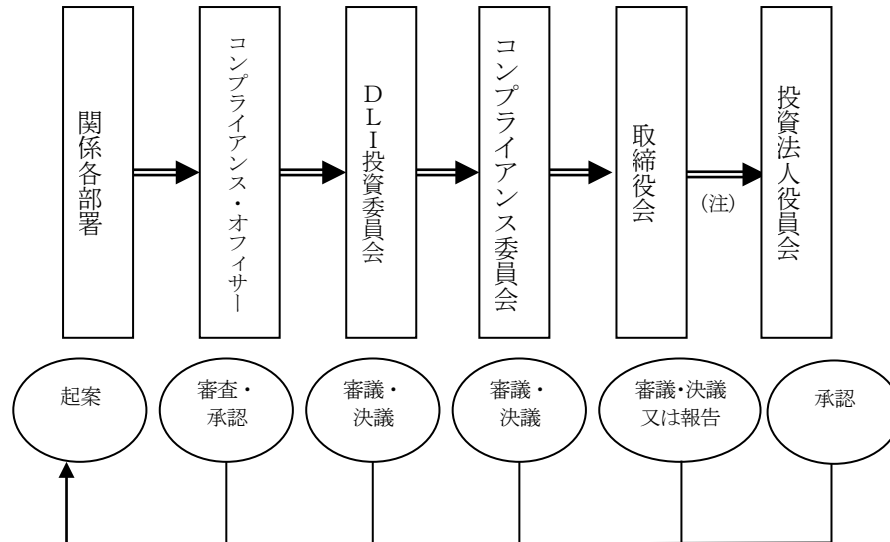 関係各部署
コンプライアンス・オフィサー
ＤＬＩ投資委員会
コンプライアンス委員会
取締役会
(注)
投資法人役員会
起案
審査・
承認
審議・
決議
審議・
決議
審議・決議
又は報告
承認